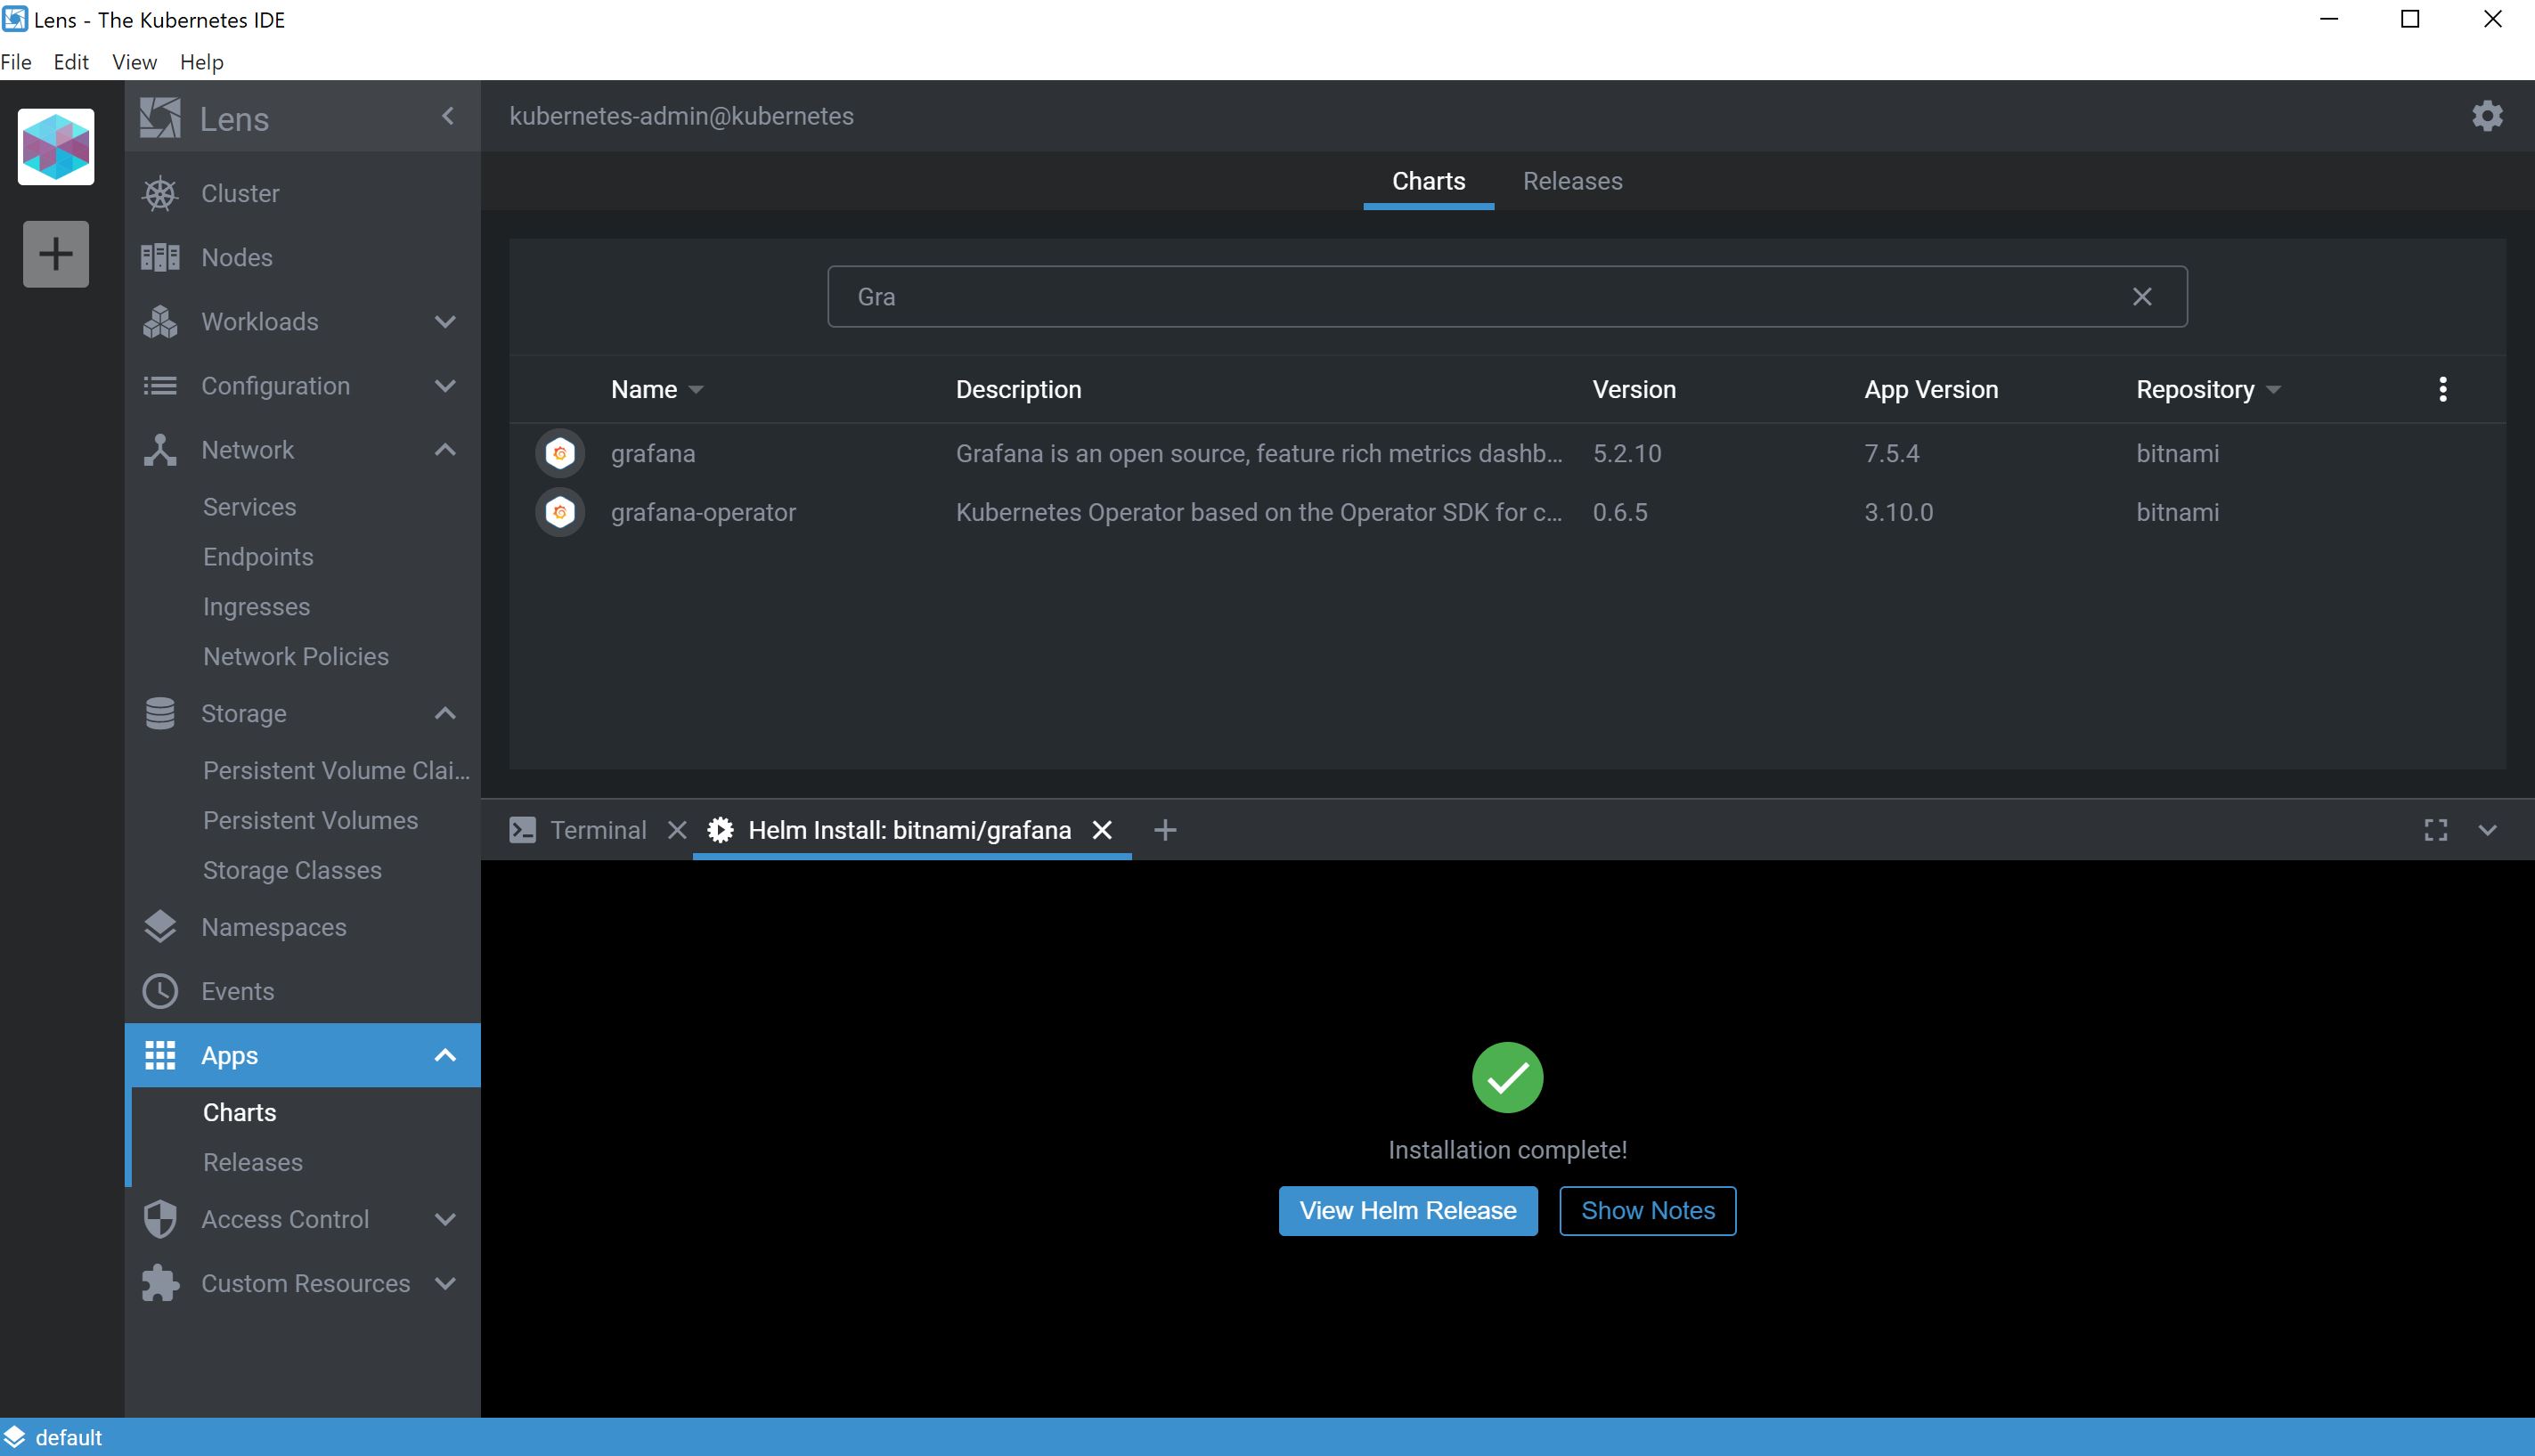 Lens - The Kubernetes IDE
File Edit View Help
Lens
kubernetes-admin@kubernetes
Charts Releases
Cluster
Nodes
Workloads
Configuration
Network
Services
Endpoints
Ingresses
Network Policies
Storage
Persistent Volume Clai...
Persistent Volumes
Storage Classes
Namespaces
Events
Apps
Charts
Releases
Access Control
Custom Resources
Gra
Name Description Version App Version Repository
grafana Grafana is an open source, feature rich metrics dashb... 5.2.10 7.5.4 bitnami
grafana-operator Kubernetes Operator based on the Operator SDK for c... 0.6.5 3.10.0 bitnami
Terminal Helm Install: bitnami/grafana
Installation complete!
View Helm Release Show Notes
default